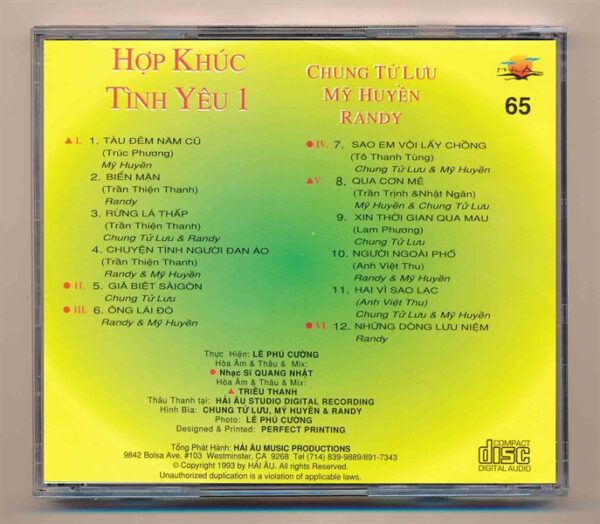 HỢP KHÚC
TÌNH YÊU 1
CHUNG TỬ LƯU
MỸ HUYỀN
RANDY
Hải Âu
65
▲ I. 1. TÀU ĐÊM NĂM CŨ
(Trúc Phương)
Mỹ Huyền
2. BIỂN MẶN
(Trần Thiện Thanh)
Randy
3. RỪNG LÁ THẤP
(Trần Thiện Thanh)
Chung Tử Lưu & Randy
4. CHUYỆN TÌNH NGƯỜI ĐAN ÁO
(Trần Thiện Thanh)
Randy & Mỹ Huyền
● II. 5. GIÃ BIỆT SÀIGÒN
Chung Tử Lưu
● III. 6. ÔNG LÁI ĐÒ
Randy & Mỹ Huyền
● IV. 7. SAO EM VỘI LẤY CHỒNG
(Tô Thanh Tùng)
Chung Tử Lưu & Mỹ Huyền
▲ V. 8. QUA CƠN MÊ
(Trần Trịnh &Nhật Ngân)
Mỹ Huyền & Chung Tử Lưu
9. XIN THỜI GIAN QUA MAU
(Lam Phương)
Chung Tử Lưu
10. NGƯỜI NGOÀI PHỐ
(Anh Việt Thu)
Randy & Mỹ Huyền
11. HAI VÌ SAO LẠC
(Anh Việt Thu)
Chung Tử Lưu & Mỹ Huyền
● VI. 12. NHỮNG DÒNG LƯU NIỆM
Randy
Thực Hiện: LÊ PHÚ CƯỜNG
Hòa Âm & Thâu & Mix:
● Nhạc Sĩ QUANG NHẬT
Hòa Âm & Thâu & Mix:
▲ TRIỆU THANH
Thâu Thanh tại: HẢI ÂU STUDIO DIGITAL RECORDING
Hình Bìa: CHUNG TỬ LƯU, MỸ HUYỀN & RANDY
Photo: LÊ PHÚ CƯỜNG
Designed & Printed: PERFECT PRINTING
Tổng Phát Hành: HẢI ÂU MUSIC PRODUCTIONS
9842 Bolsa Ave. #103 Westminster, CA 9268 Tel (714) 839-9889/891-7343
© Copyright 1993 by HẢI ÂU. All rights Reserved.
Unauthorized duplication is a violation of applicable laws.
COMPACT
disc
DIGITAL AUDIO